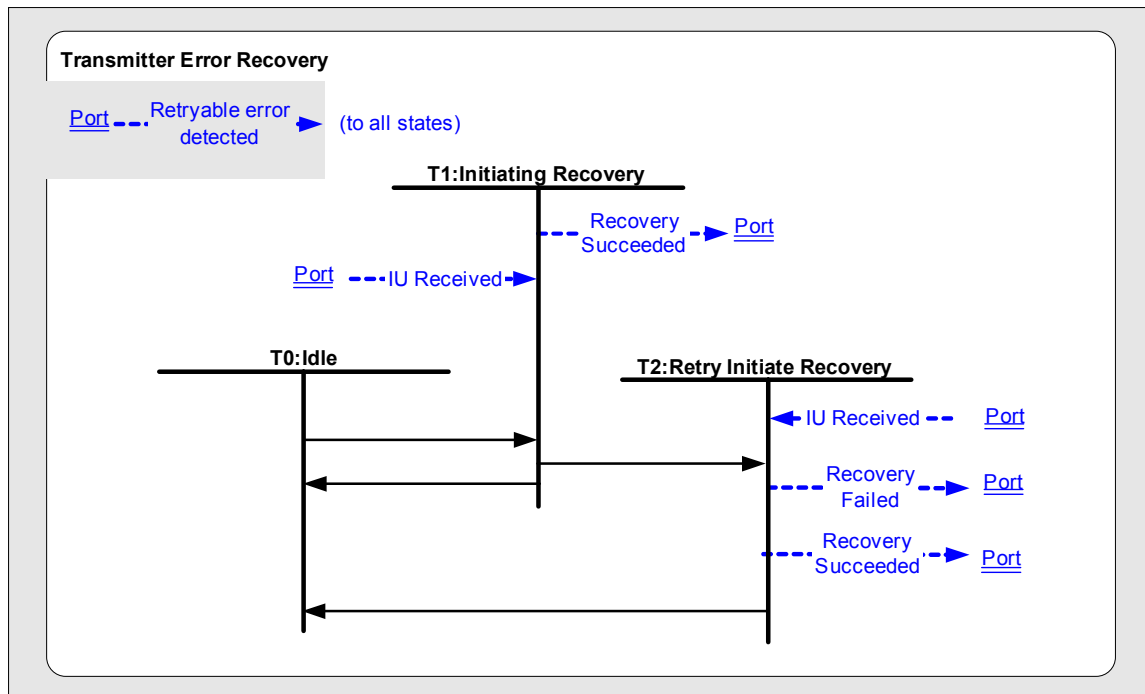 Transmitter Error Recovery
Port
Retryable error
detected
(to all states)
T1:Initiating Recovery
Recovery
Succeeded
Port
Port
IU Received
T0:Idle
T2:Retry Initiate Recovery
IU Received
Port
Recovery
Failed
Port
Recovery
Succeeded
Port